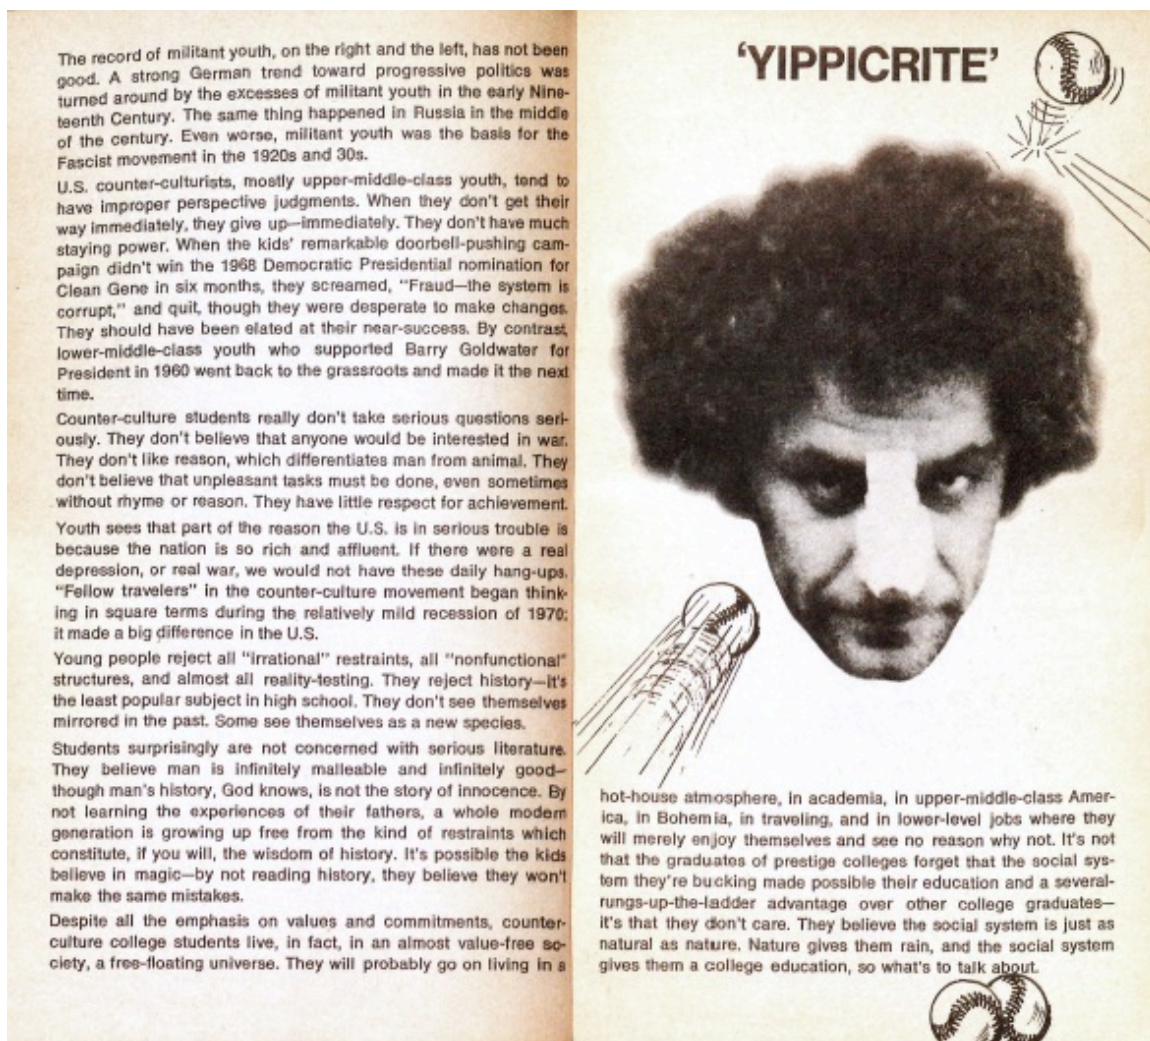 The record of militant youth, on the right and the left, has not been
good. A strong German trend toward progressive politics was
turned around by the excesses of militant youth in the early Nine-
teenth Century. The same thing happened in Russia in the middle
of the century. Even worse, militant youth was the basis for the
Fascist movement in the 1920s and 30s.
U.S. counter-culturists, mostly upper-middle-class youth, tend to
have improper perspective judgments. When they don't get their
way immediately, they give up—immediately. They don't have much
staying power. When the kids' remarkable doorbell-pushing cam-
paign didn't win the 1968 Democratic Presidential nomination for
Clean Gene in six months, they screamed, "Fraud—the system is
corrupt," and quit, though they were desperate to make changes.
They should have been elated at their near-success. By contrast,
lower-middle-class youth who supported Barry Goldwater for
President in 1960 went back to the grassroots and made it the next
time.
Counter-culture students really don't take serious questions seri-
ously. They don't believe that anyone would be interested in war.
They don't like reason, which differentiates man from animal. They
don't believe that unpleasant tasks must be done, even sometimes
without rhyme or reason. They have little respect for achievement.
Youth sees that part of the reason the U.S. is in serious trouble is
because the nation is so rich and affluent. If there were a real
depression, or real war, we would not have these daily hang-ups.
"Fellow travelers" in the counter-culture movement began think-
ing in square terms during the relatively mild recession of 1970;
it made a big difference in the U.S.
Young people reject all "irrational" restraints, all "nonfunctional"
structures, and almost all reality-testing. They reject history—it's
the least popular subject in high school. They don't see themselves
mirrored in the past. Some see themselves as a new species.
Students surprisingly are not concerned with serious literature.
They believe man is infinitely malleable and infinitely good—
though man's history, God knows, is not the story of innocence. By
not learning the experiences of their fathers, a whole modern
generation is growing up free from the kind of restraints which
constitute, if you will, the wisdom of history. It's possible the kids
believe in magic—by not reading history, they believe they won't
make the same mistakes.
Despite all the emphasis on values and commitments, counter-
culture college students live, in fact, in an almost value-free so-
ciety, a free-floating universe. They will probably go on living in a
'YIPPICRITE'
hot-house atmosphere, in academia, in upper-middle-class Amer-
ica, in Bohemia, in traveling, and in lower-level jobs where they
will merely enjoy themselves and see no reason why not. It's not
that the graduates of prestige colleges forget that the social sys-
tem they're bucking made possible their education and a several-
rungs-up-the-ladder advantage over other college graduates—
it's that they don't care. They believe the social system is just as
natural as nature. Nature gives them rain, and the social system
gives them a college education, so what's to talk about.